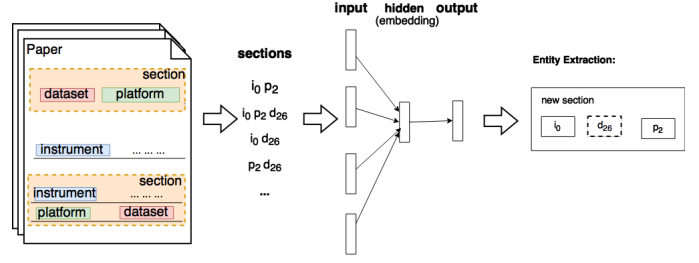 Paper
section
dataset platform
instrument ... ... ...
section
instrument ... ... ...
platform dataset
sections
i0 p2
i0 p2 d26
i0 d26
p2 d26
...
input hidden output
(embedding)
Entity Extraction:
new section
i0 d26 p2